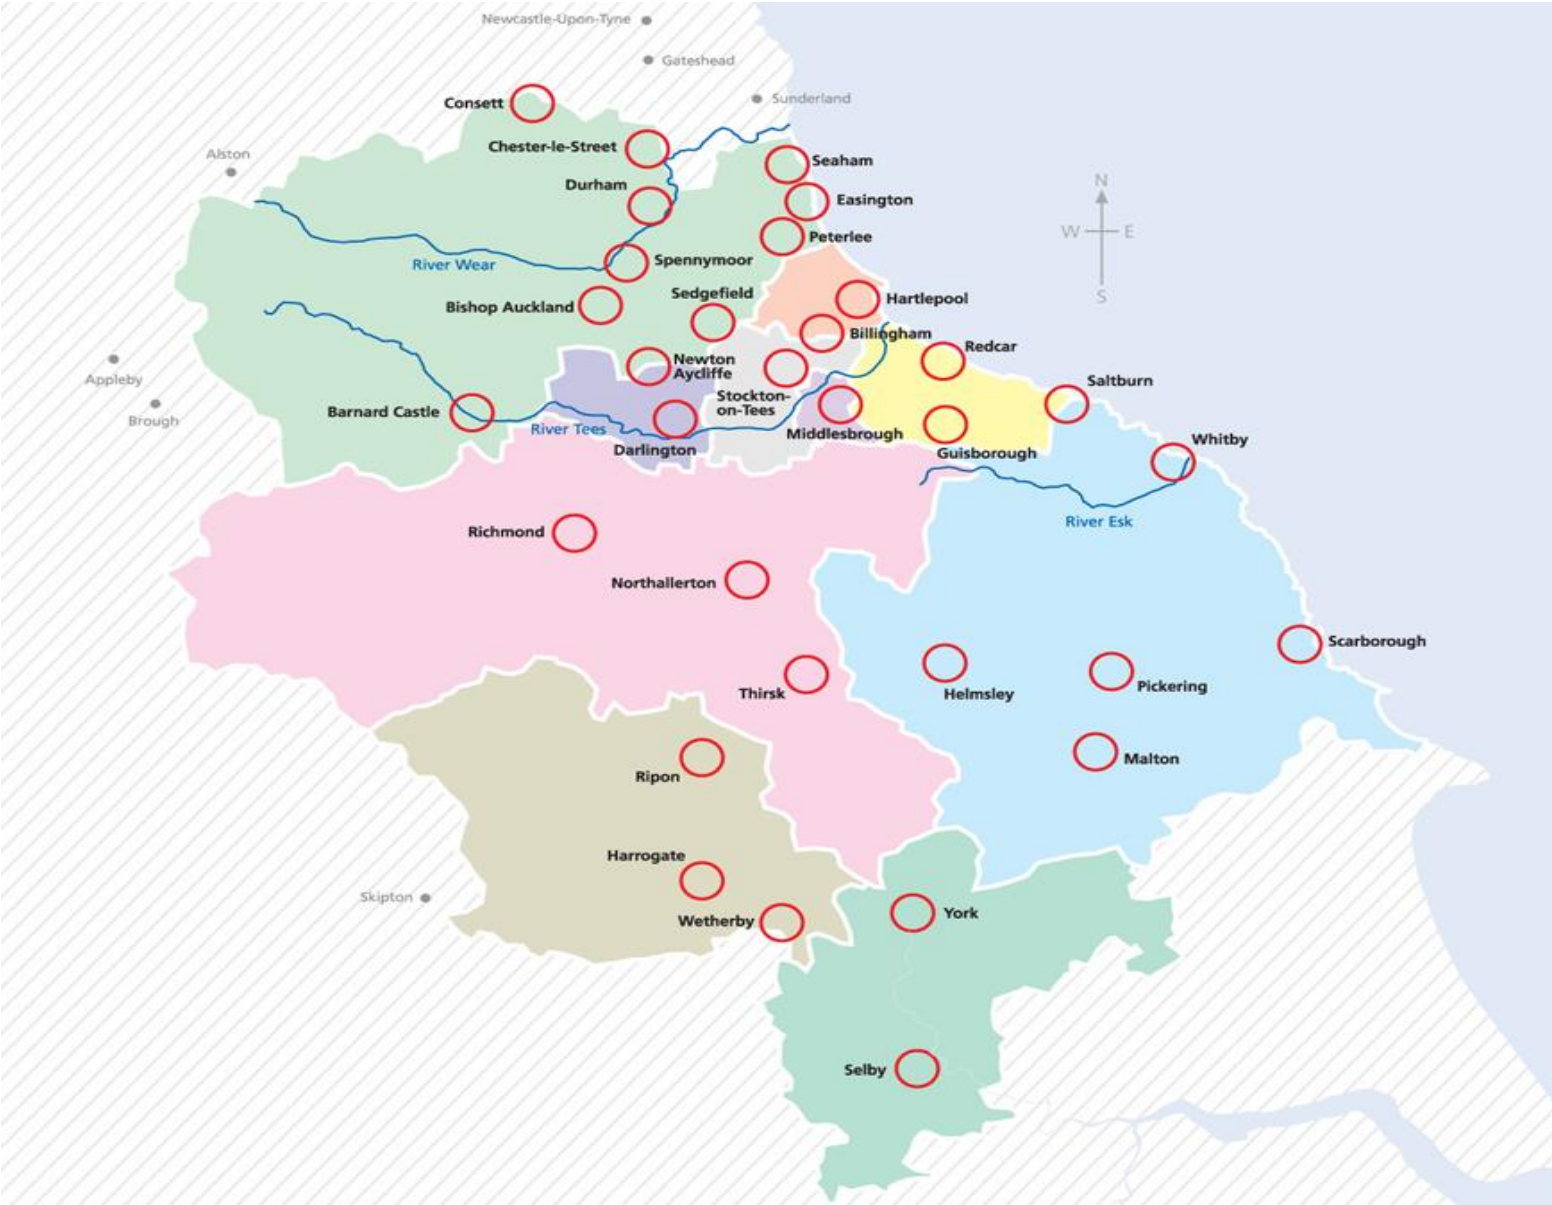 Newcastle-Upon-Tyne
Gateshead
Sunderland
Consett
Chester-le-Street
Alston
Seaham
Durham
Easington
N
W
E
S
Peterlee
River Wear
Spennymoor
Sedgefield
Bishop Auckland
Hartlepool
Billingham
Redcar
Newton
Aycliffe
Appleby
Saltburn
Stockton-
on-Tees
Barnard Castle
Brough
River Tees
Middlesbrough
Darlington
Guisborough
Whitby
River Esk
Richmond
Northallerton
Scarborough
Thirsk
Helmsley
Pickering
Malton
Ripon
Harrogate
Skipton
Wetherby
York
Selby